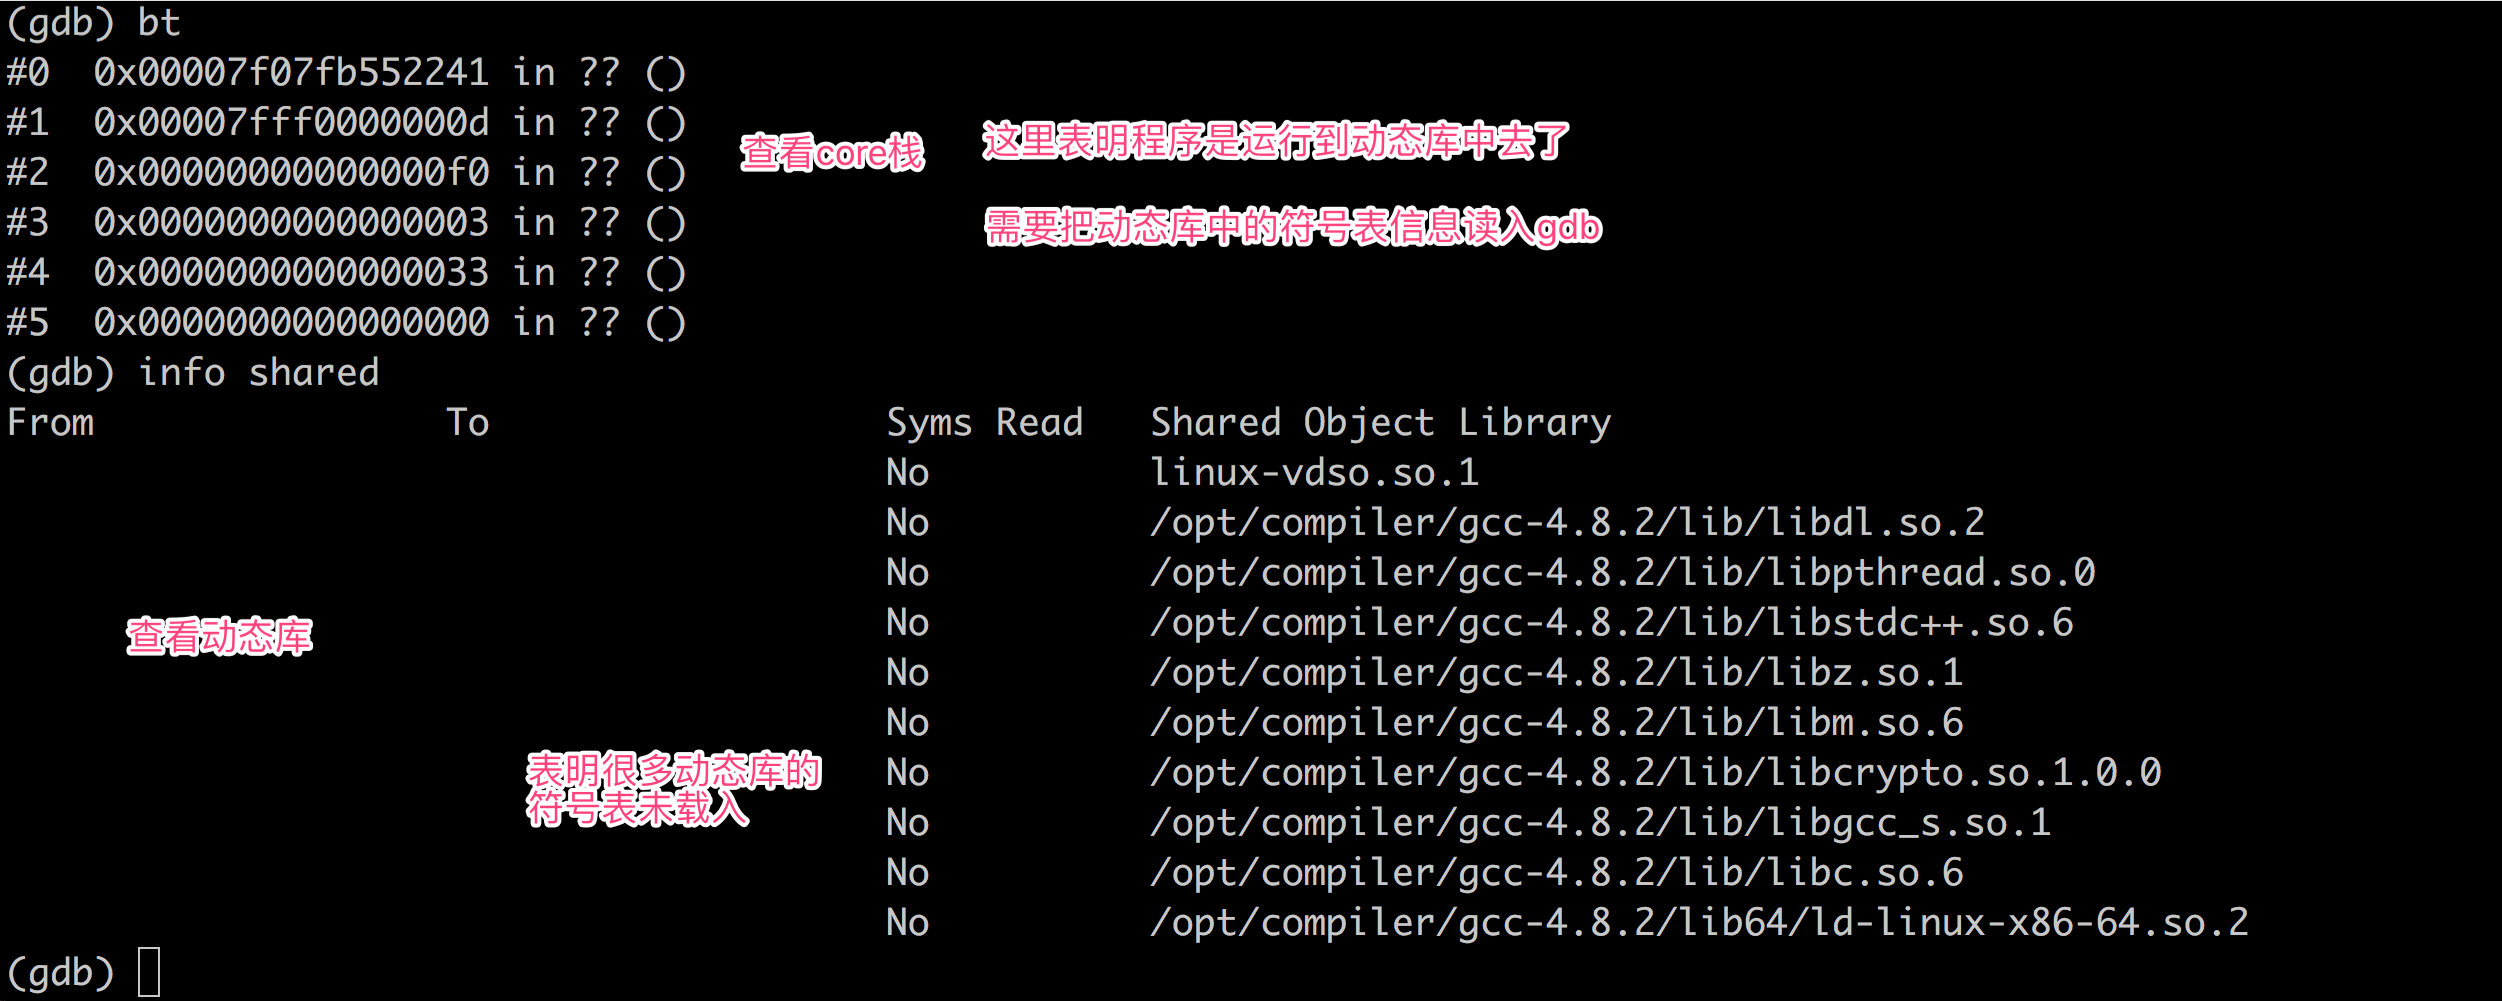 (gdb) bt
#0  0x00007f07fb552241 in ?? ()
#1  0x00007fff0000000d in ?? ()
查看core栈
这里表明程序是运行到动态库中去了
#2  0x00000000000000f0 in ?? ()
#3  0x0000000000000003 in ?? ()
需要把动态库中的符号表信息读入gdb
#4  0x0000000000000033 in ?? ()
#5  0x0000000000000000 in ?? ()
(gdb) info shared
From                To                  Syms Read   Shared Object Library
No          linux-vdso.so.1
No          /opt/compiler/gcc-4.8.2/lib/libdl.so.2
No          /opt/compiler/gcc-4.8.2/lib/libpthread.so.0
No          /opt/compiler/gcc-4.8.2/lib/libstdc++.so.6
查看动态库
No          /opt/compiler/gcc-4.8.2/lib/libz.so.1
No          /opt/compiler/gcc-4.8.2/lib/libm.so.6
No          /opt/compiler/gcc-4.8.2/lib/libcrypto.so.1.0.0
表明很多动态库的
符号表未载入
No          /opt/compiler/gcc-4.8.2/lib/libgcc_s.so.1
No          /opt/compiler/gcc-4.8.2/lib/libc.so.6
No          /opt/compiler/gcc-4.8.2/lib64/ld-linux-x86-64.so.2
(gdb)